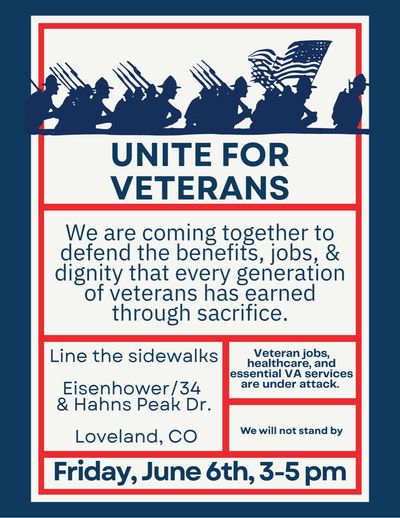 UNITE FOR
VETERANS
We are coming together to
defend the benefits, jobs, &
dignity that every generation
of veterans has earned
through sacrifice.
Line the sidewalks
Eisenhower/34
& Hahns Peak Dr.
Loveland, CO
Veteran jobs,
healthcare, and
essential VA services
are under attack.
We will not stand by
Friday, June 6th, 3-5 pm